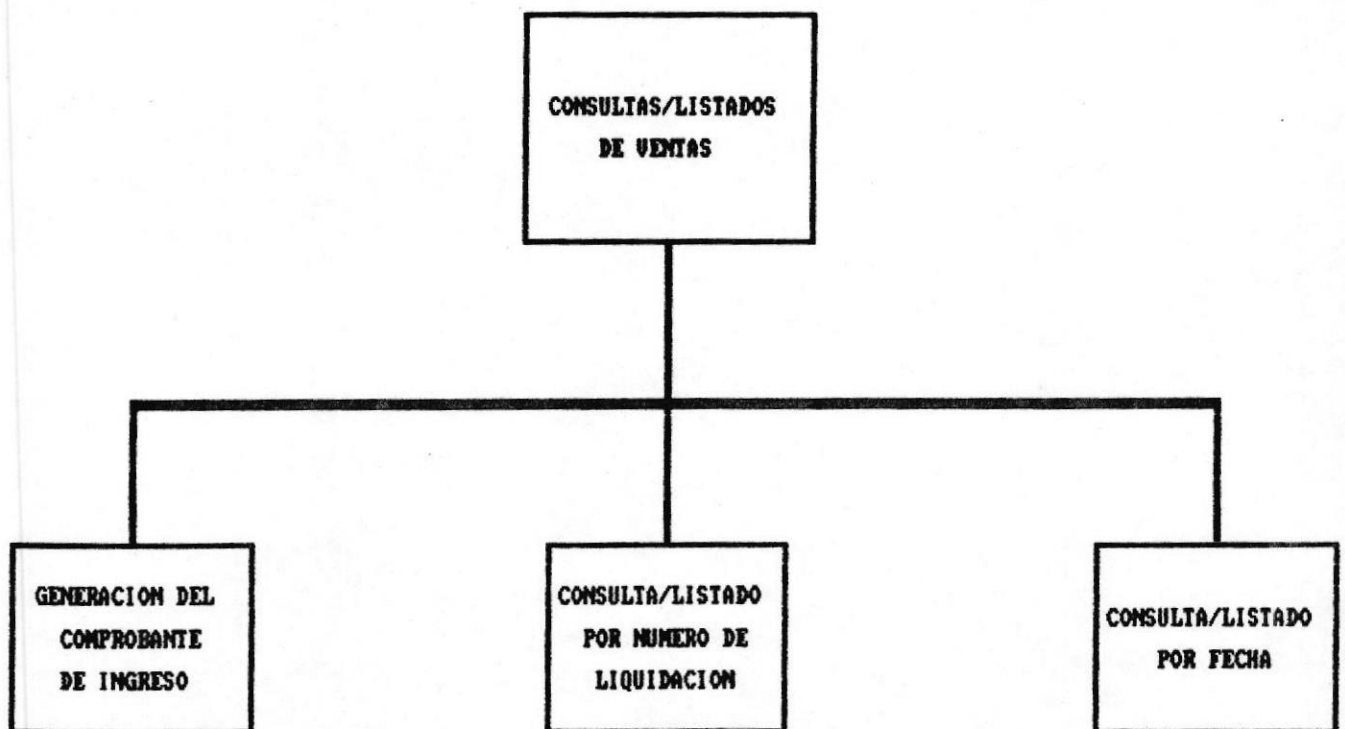 CONSULTAS/LISTADOS
DE VENTAS
GENERACION DEL
COMPROBANTE
DE INGRESO
CONSULTA/LISTADO
POR NUMERO DE
LIQUIDACION
CONSULTA/LISTADO
POR FECHA